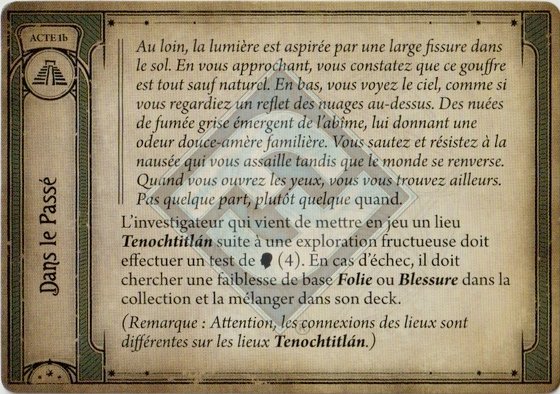 ACTE 1b
Dans le Passé
Au loin, la lumière est aspirée par une large fissure dans
le sol. En vous approchant, vous constatez que ce gouffre
est tout sauf naturel. En bas, vous voyez le ciel, comme si
vous regardiez un reflet des nuages au-dessus. Des nuées
de fumée grise émergent de l'abîme, lui donnant une
odeur douce-amère familière. Vous sautez et résistez à la
nausée qui vous assaille tandis que le monde se renverse.
Quand vous ouvrez les yeux, vous vous trouvez ailleurs.
Pas quelque part, plutôt quelque quand.
L'investigateur qui vient de mettre en jeu un lieu
Tenochtitlán suite à une exploration fructueuse doit
effectuer un test de (4). En cas d'échec, il doit
chercher une faiblesse de base Folie ou Blessure dans la
collection et la mélanger dans son deck.
(Remarque : Attention, les connexions des lieux sont
différentes sur les lieux Tenochtitlán.)